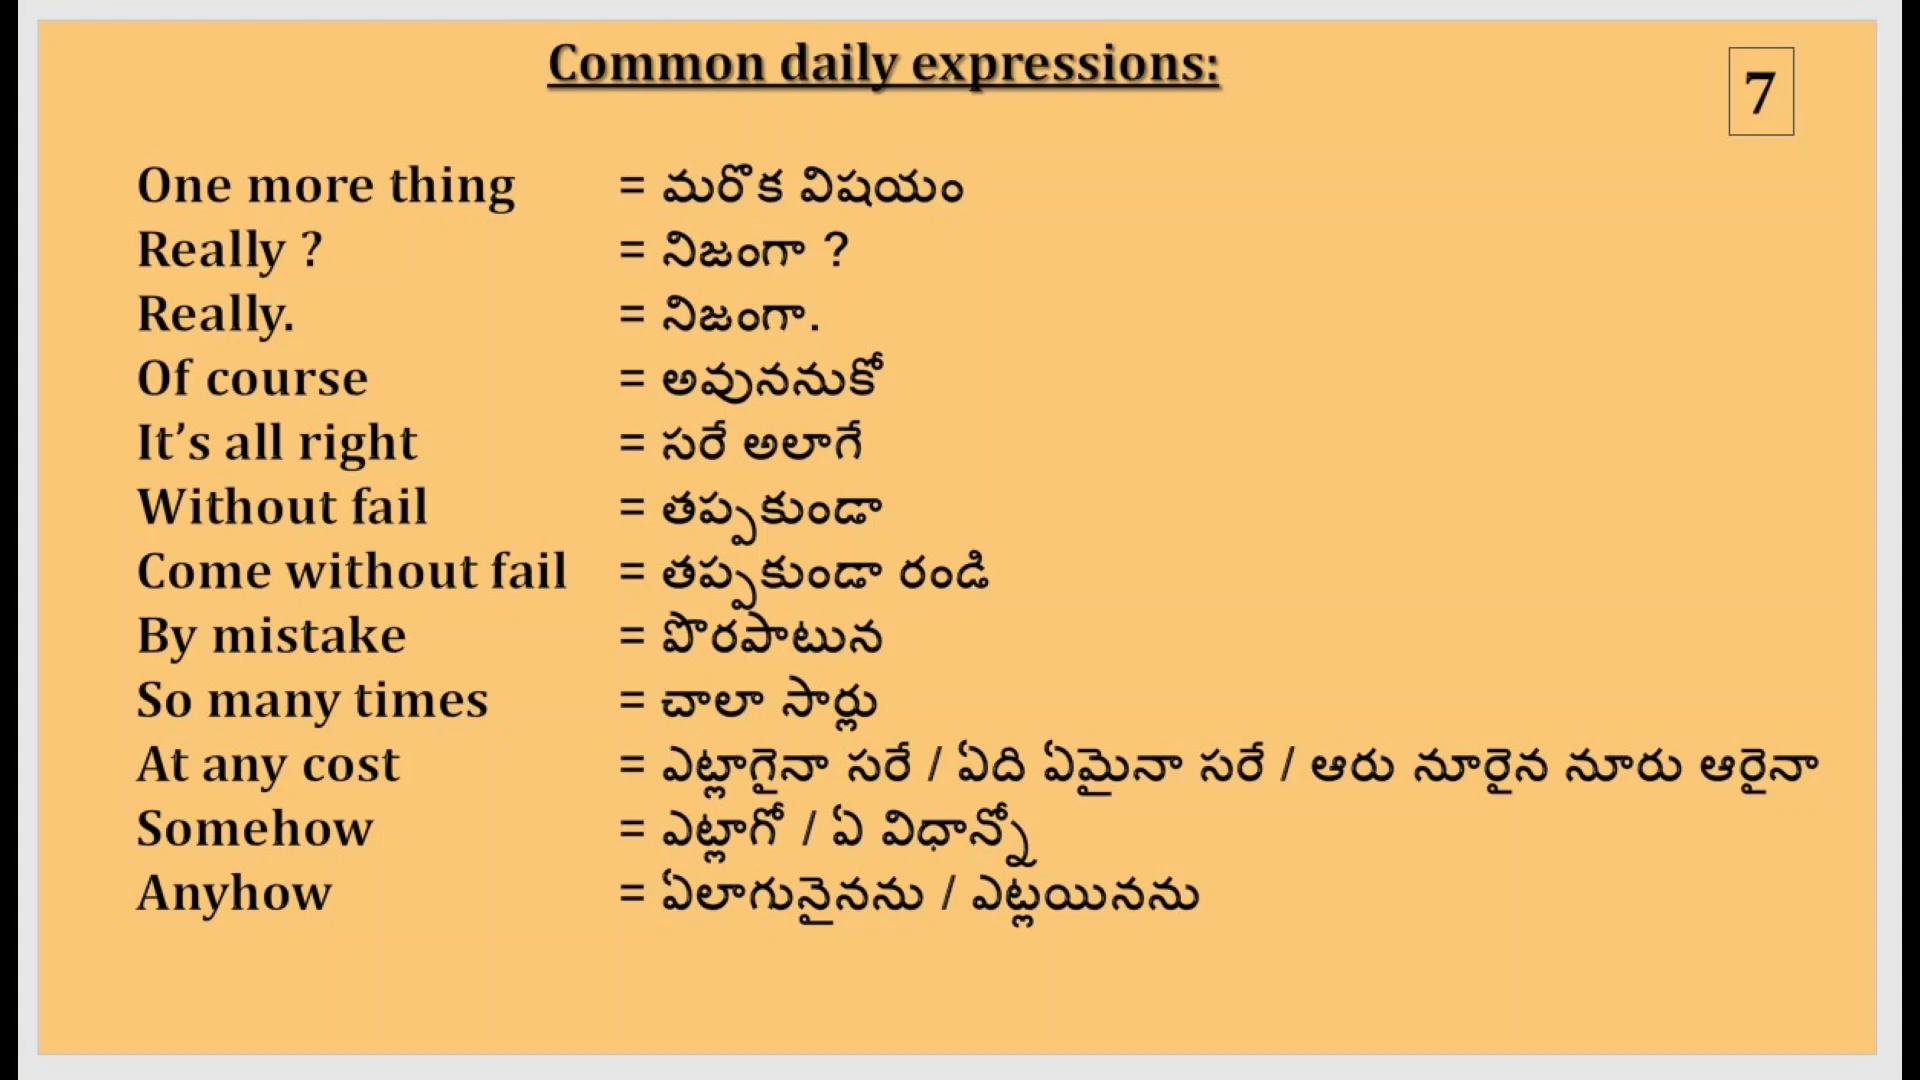 Common daily expressions:
7
One more thing = మరొక విషయం
Really ? = నిజంగా ?
Really. = నిజంగా.
Of course = అవుననుకో
It’s all right = సరే అలాగే
Without fail = తప్పకుండా
Come without fail = తప్పకుండా రండి
By mistake = పొరపాటున
So many times = చాలా సార్లు
At any cost = ఎట్లాగైనా సరే / ఏది ఏమైనా సరే / ఆరు నూరైన నూరు ఆరైనా
Somehow = ఎట్లాగో / ఏ విధాన్నో
Anyhow = ఏలాగునైనను / ఎట్లయినను